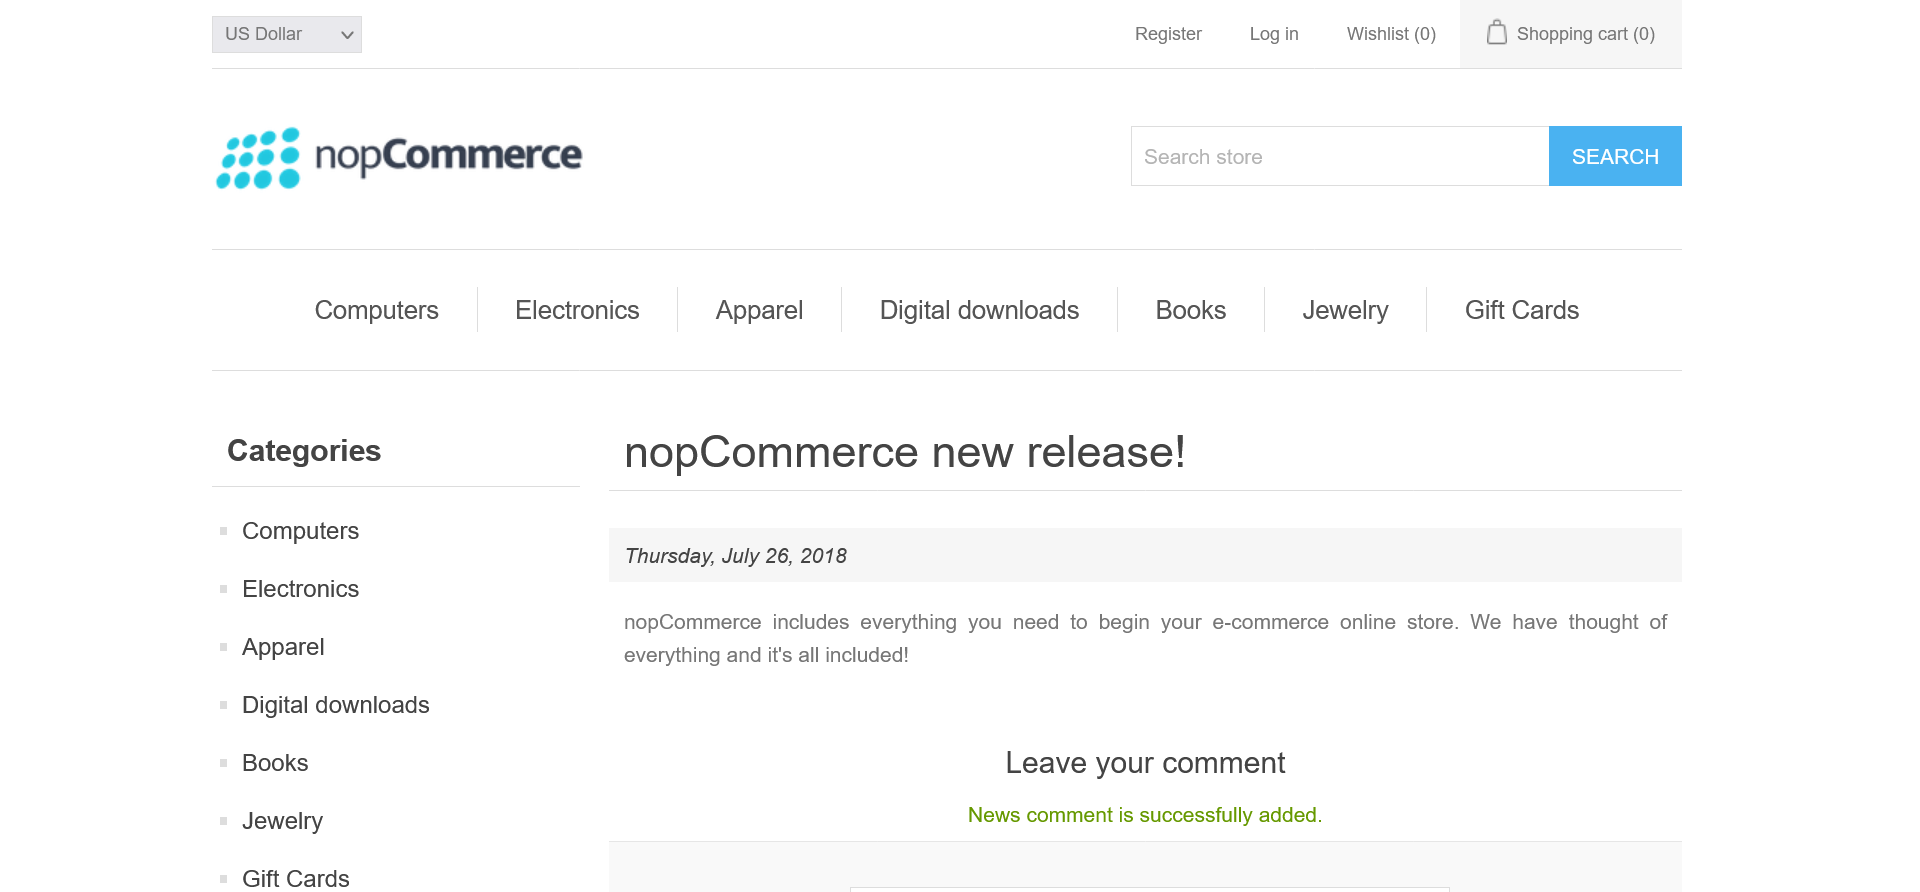 US Dollar
Register
Log in
Wishlist (0)
Shopping cart (0)
nopCommerce
Search store
SEARCH
Computers
Electronics
Apparel
Digital downloads
Books
Jewelry
Gift Cards
Categories
Computers
Electronics
Apparel
Digital downloads
Books
Jewelry
Gift Cards
nopCommerce new release!
Thursday, July 26, 2018
nopCommerce includes everything you need to begin your e-commerce online store. We have thought of
everything and it's all included!
Leave your comment
News comment is successfully added.